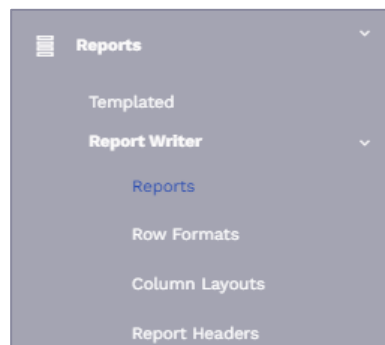 Reports
Templated
Report Writer
Reports
Row Formats
Column Layouts
Report Headers